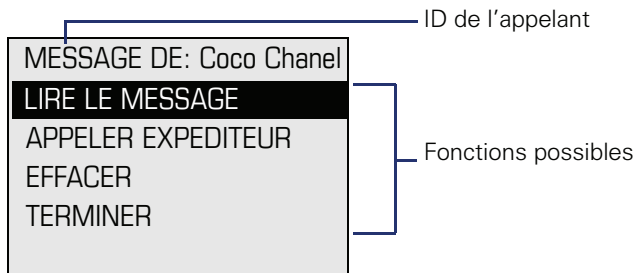 ID de l'appelant
MESSAGE DE: Coco Chanel
LIRE LE MESSAGE
APPELER EXPEDITEUR
EFFACER
TERMINER
Fonctions possibles